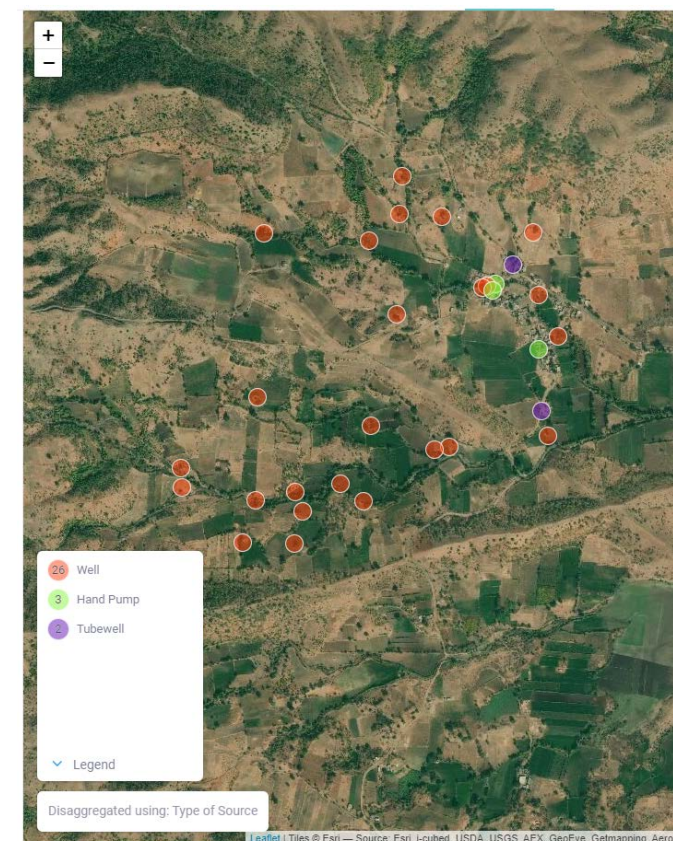 +
−
26 Well
3 Hand Pump
2 Tubewell
Legend
Disaggregated using: Type of Source
Leaflet | Tiles © Esri — Source: Esri, i-cubed, USDA, USGS, AEX, GeoEye, Getmapping, Aero